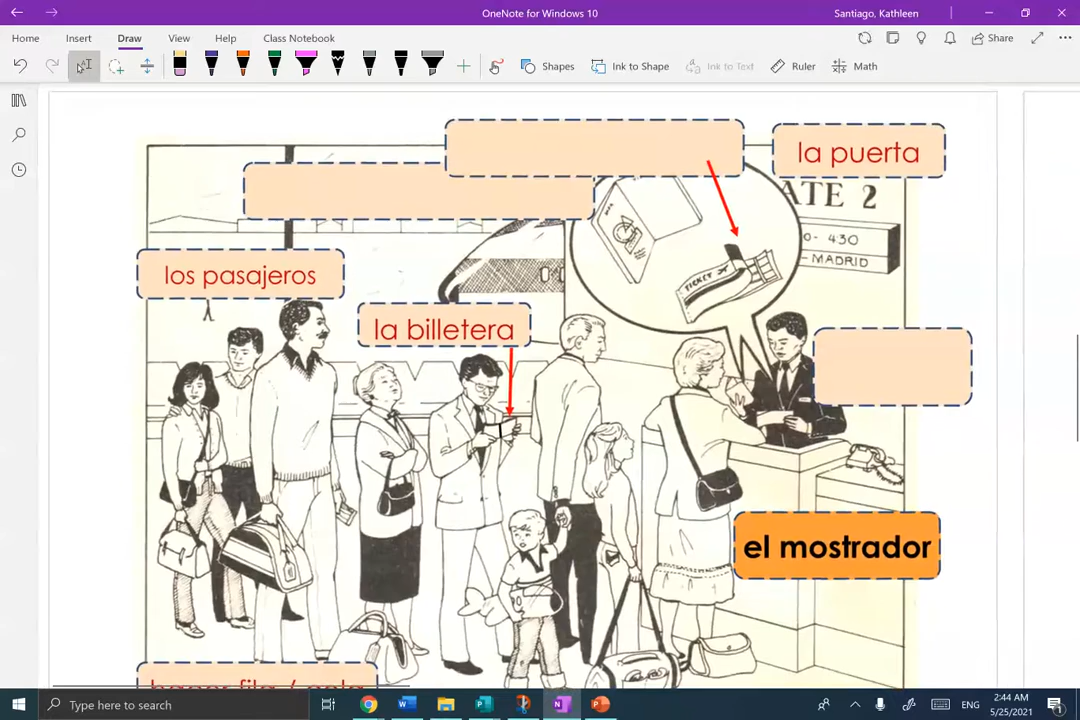 OneNote for Windows 10
Santiago, Kathleen
Home
Insert
Draw
View
Help
Class Notebook
Share
Shapes
Ink to Shape
Ink to Text
Ruler
Math
la puerta
ATE 2
0- 430
-MADRID
TICKET
los pasajeros
la billetera
el mostrador
Type here to search
ENG
2:44 AM
5/25/2021